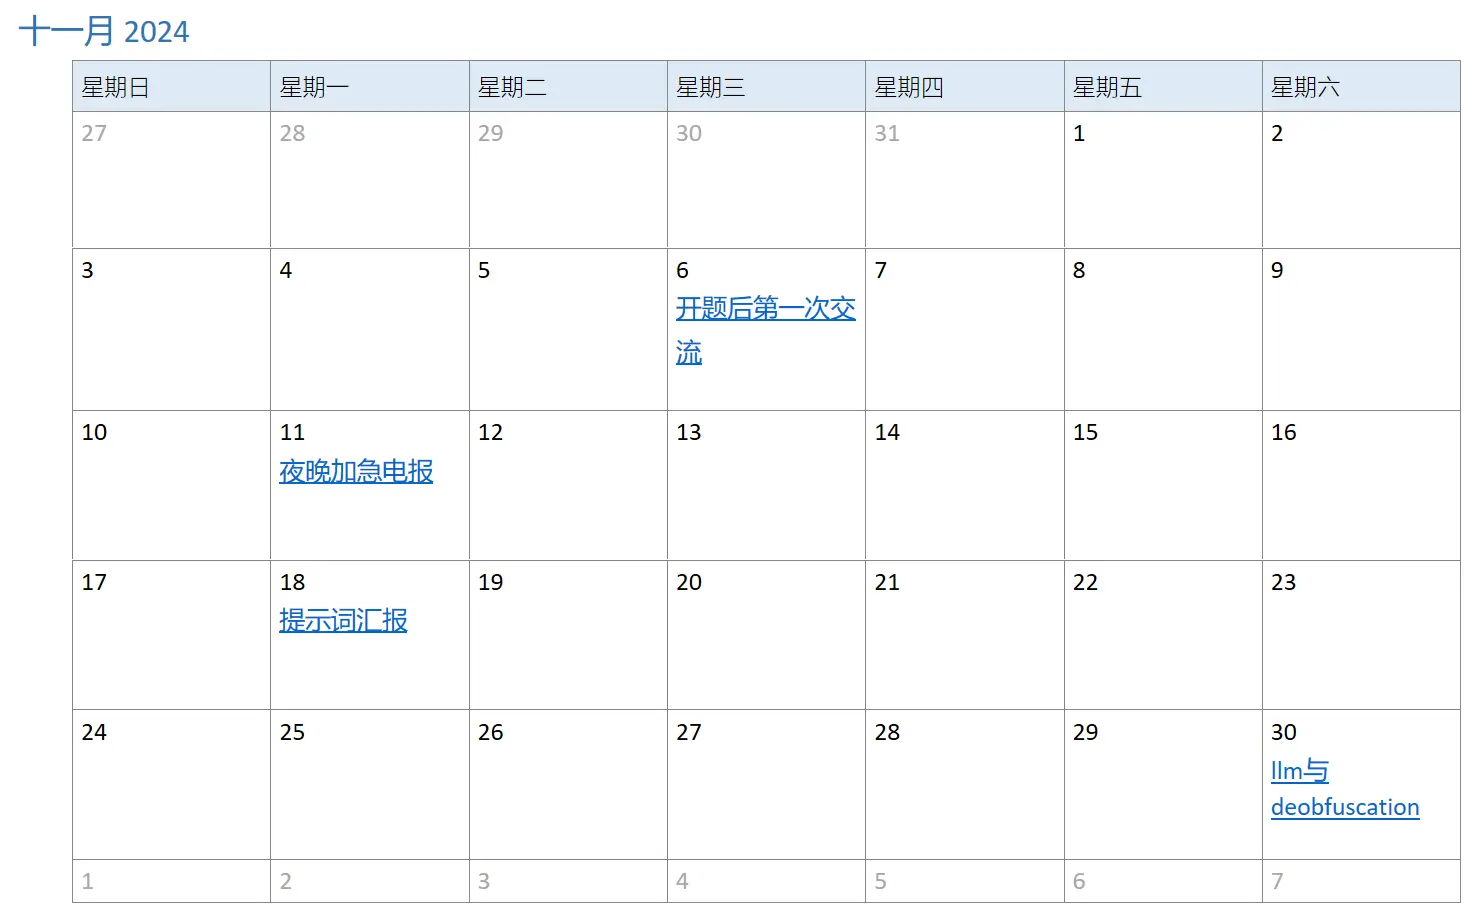 十一月 2024
星期日 星期一 星期二 星期三 星期四 星期五 星期六
27 28 29 30 31 1 2
3 4 5 6 7 8 9
开题后第一次交
流
10 11 12 13 14 15 16
夜晚加急电报
17 18 19 20 21 22 23
提示词汇报
24 25 26 27 28 29 30
llm与
deobfuscation
1 2 3 4 5 6 7